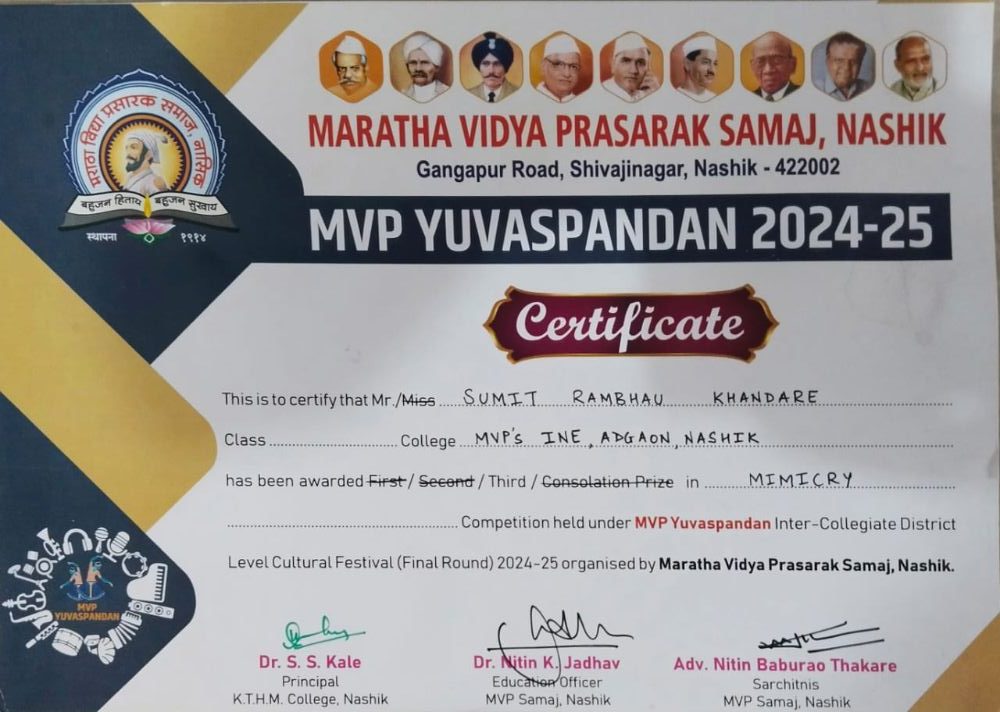 मराठा विद्या प्रसारक समाज, नाशिक
बहुजन हिताय बहुजन सुखाय
स्थापना १९१४
MARATHA VIDYA PRASARAK SAMAJ, NASHIK
Gangapur Road, Shivajinagar, Nashik - 422002
MVP YUVASPANDAN 2024-25
Certificate
This is to certify that Mr./Miss SUMIT RAMBHAU KHANDARE
Class College MVP's INE, ADGAON, NASHIK
has been awarded First / Second / Third / Consolation Prize in MIMICRY
Competition held under MVP Yuvaspandan Inter-Collegiate District
Level Cultural Festival (Final Round) 2024-25 organised by Maratha Vidya Prasarak Samaj, Nashik.
MVP
YUVASPANDAN
Dr. S. S. Kale Dr. Nitin K. Jadhav Adv. Nitin Baburao Thakare
Principal Education Officer Sarchitnis
K.T.H.M. College, Nashik MVP Samaj, Nashik MVP Samaj, Nashik